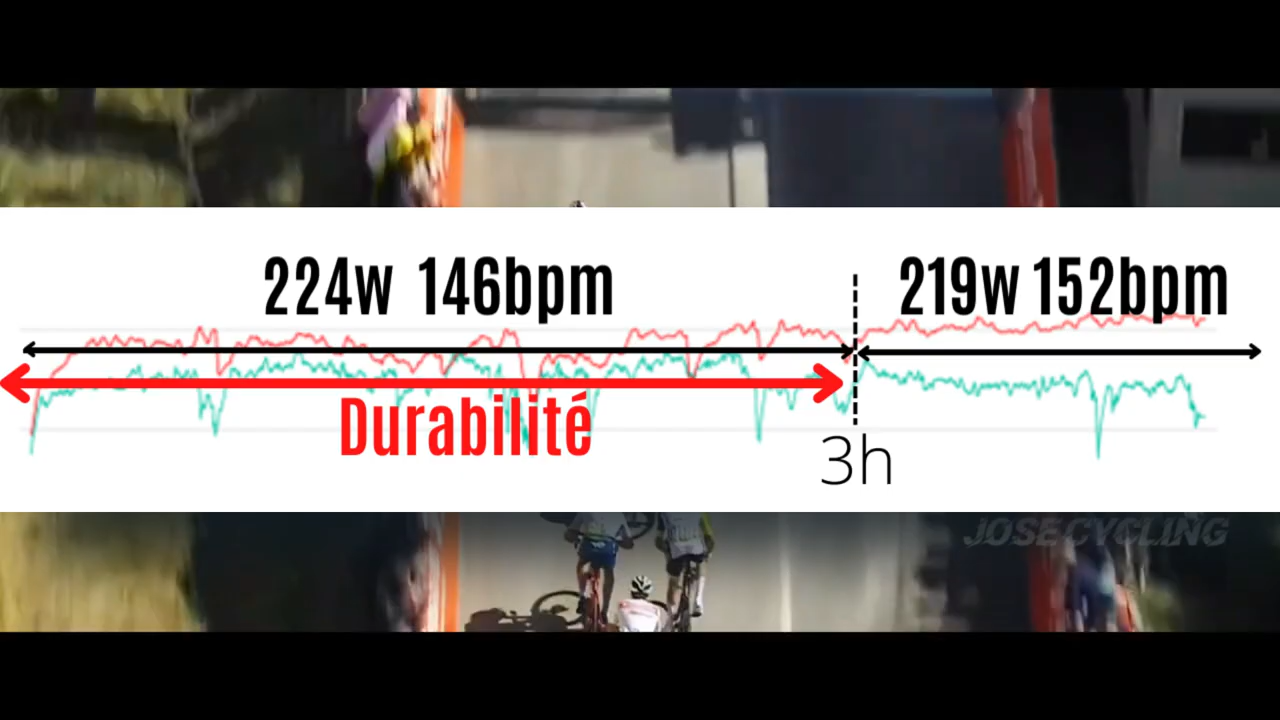 224w 146bpm
219w 152bpm
Durabilité
3h
JOSECYCLING